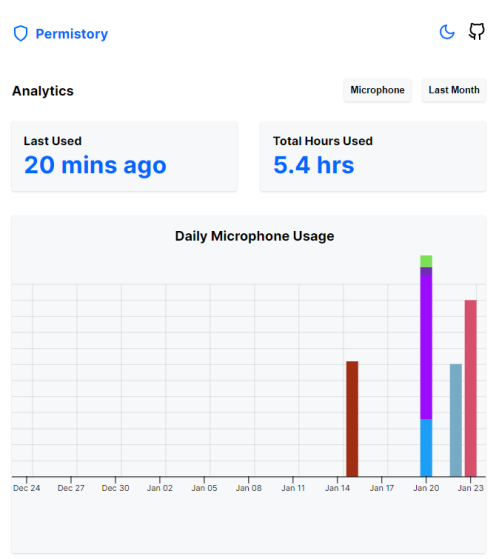 Permistory
Analytics
Microphone
Last Month
Last Used
20 mins ago
Total Hours Used
5.4 hrs
Daily Microphone Usage
Dec 24 Dec 27 Dec 30 Jan 02 Jan 05 Jan 08 Jan 11 Jan 14 Jan 17 Jan 20 Jan 23